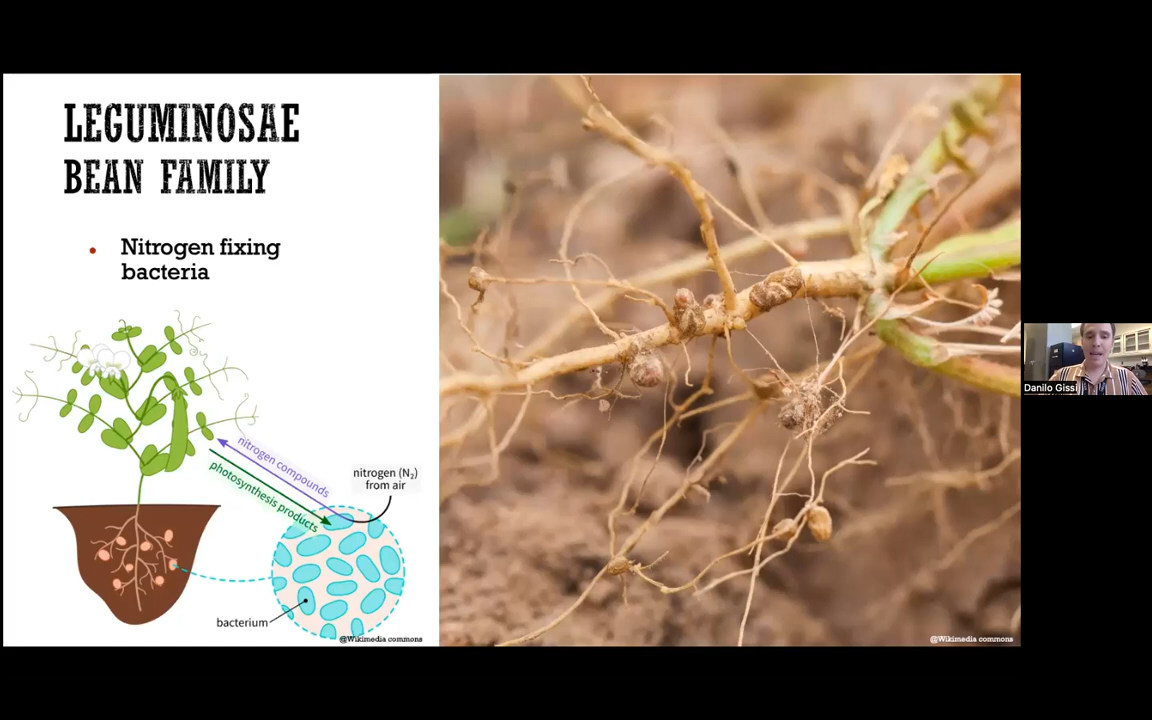 LEGUMINOSAE
BEAN FAMILY
• Nitrogen fixing
bacteria
nitrogen compounds
photosynthesis products
nitrogen (N₂)
from air
bacterium
@Wikimedia commons
@Wikimedia commons
Danilo Gissi